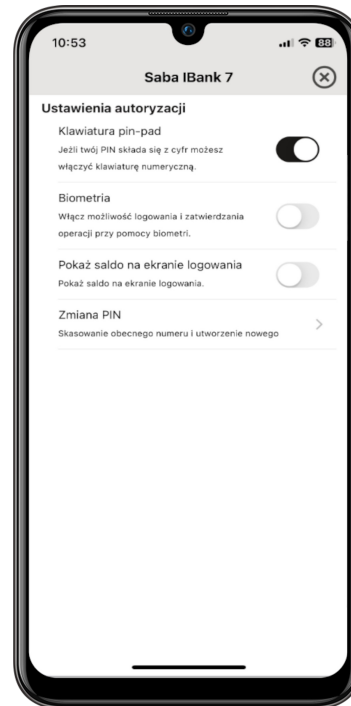 10:53
88
Saba IBank 7
Ustawienia autoryzacji
Klawiatura pin-pad
Jeżli twój PIN składa się z cyfr możesz
włączyć klawiaturę numeryczną.
Biometria
Włącz możliwość logowania i zatwierdzania
operacji przy pomocy biometri.
Pokaż saldo na ekranie logowania
Pokaż saldo na ekranie logowania.
Zmiana PIN
Skasowanie obecnego numeru i utworzenie nowego